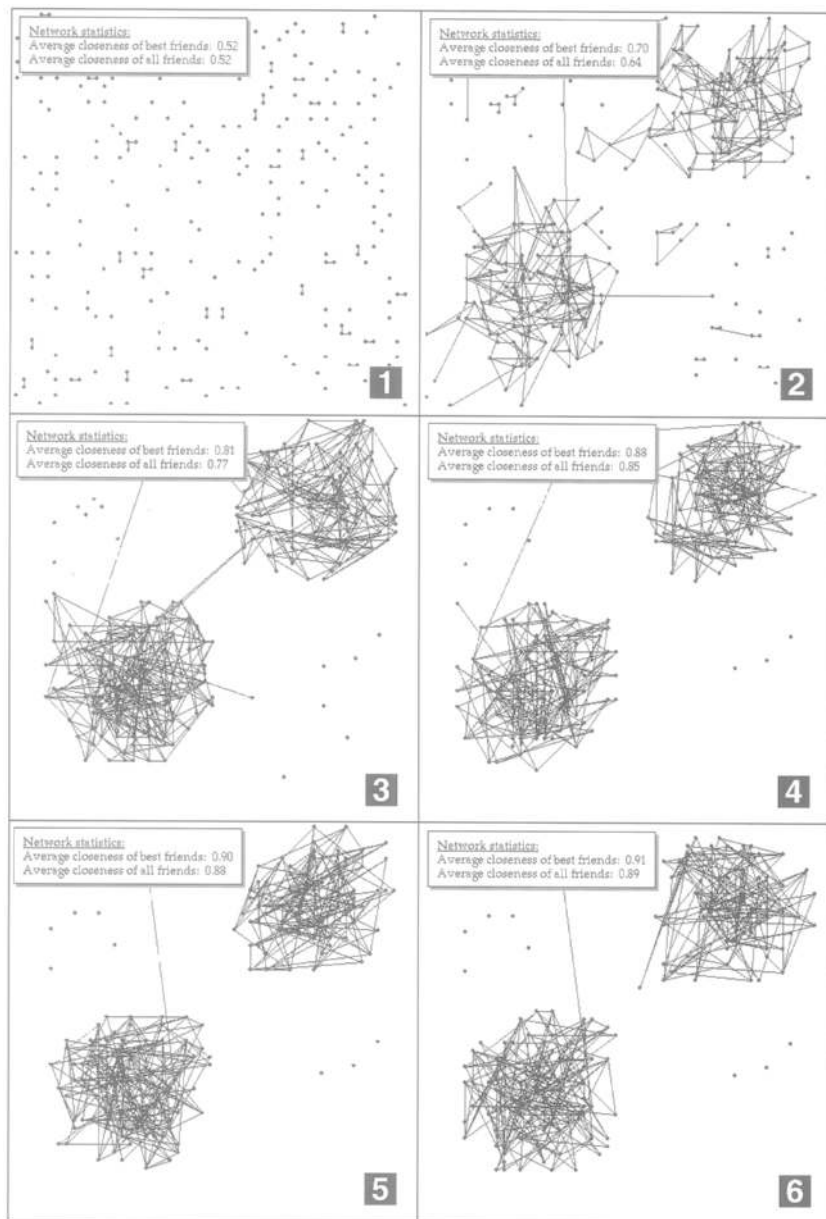 Network statistics:
Average closeness of best friends: 0.52
Average closeness of all friends: 0.52
1
Network statistics:
Average closeness of best friends: 0.70
Average closeness of all friends: 0.64
2
Network statistics:
Average closeness of best friends: 0.81
Average closeness of all friends: 0.77
3
Network statistics:
Average closeness of best friends: 0.88
Average closeness of all friends: 0.85
4
Network statistics:
Average closeness of best friends: 0.90
Average closeness of all friends: 0.88
5
Network statistics:
Average closeness of best friends: 0.91
Average closeness of all friends: 0.89
6